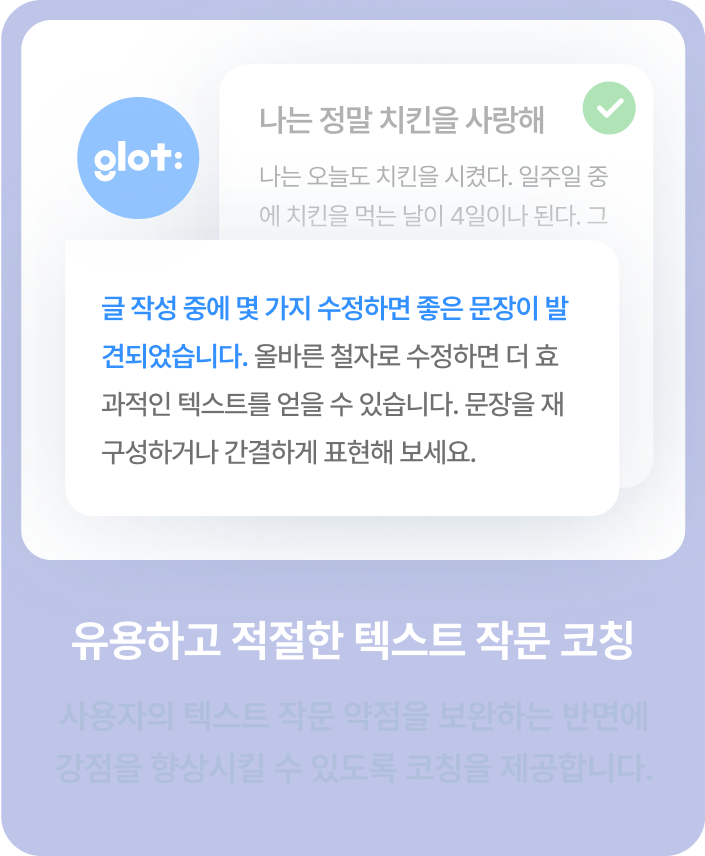 glot:
나는 정말 치킨을 사랑해
나는 오늘도 치킨을 시켰다. 일주일 중
에 치킨을 먹는 날이 4일이나 된다. 그
글 작성 중에 몇 가지 수정하면 좋은 문장이 발
견되었습니다. 올바른 철자로 수정하면 더 효
과적인 텍스트를 얻을 수 있습니다. 문장을 재
구성하거나 간결하게 표현해 보세요.
유용하고 적절한 텍스트 작문 코칭
사용자의 텍스트 작문 약점을 보완하는 반면에
강점을 향상시킬 수 있도록 코칭을 제공합니다.